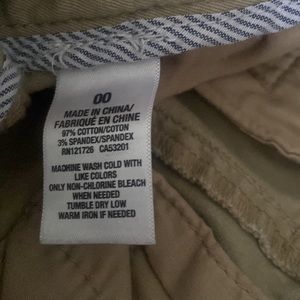 00
MADE IN CHINA/
FABRIQUÉ EN CHINE
97% COTTON/COTON
3% SPANDEX/SPANDEX
RN121726 CA53201
MACHINE WASH COLD WITH
LIKE COLORS
ONLY NON-CHLORINE BLEACH
WHEN NEEDED
TUMBLE DRY LOW
WARM IRON IF NEEDED